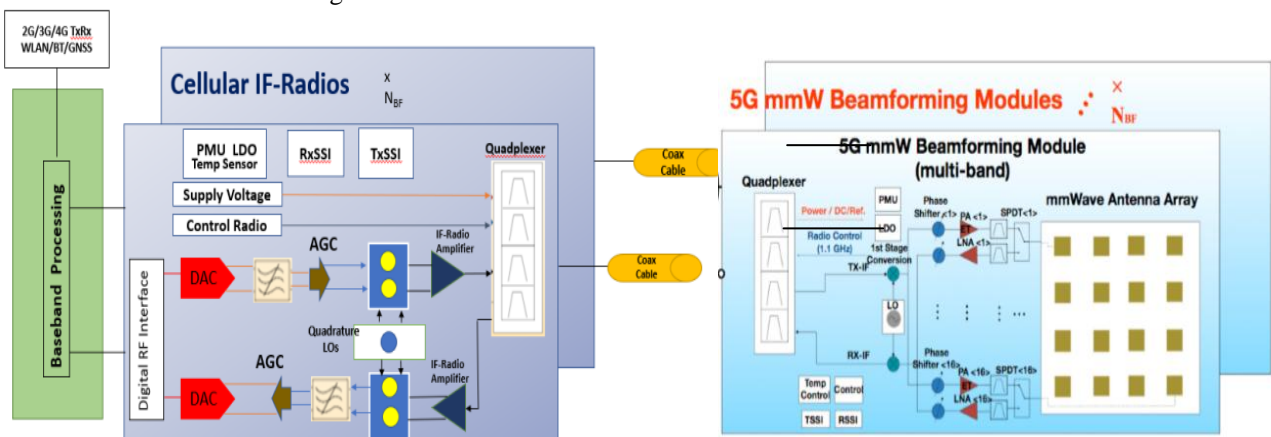 2G/3G/4G TxRx
WLAN/BT/GNSS
Baseband Processing
Cellular IF-Radios
x
N_BF
PMU LDO
Temp Sensor
RxSSI
TxSSI
Quadplexer
Supply Voltage
Control Radio
Digital RF Interface
DAC
AGC
IF-Radio
Amplifier
Quadrature
LOs
AGC
IF-Radio
Amplifier
DAC
Coax
Cable
Coax
Cable
5G mmW Beamforming Modules
×
N_BF
5G mmW Beamforming Module
(multi-band)
Quadplexer
Power / DC/Ref.
Radio Control
(1.1 GHz)
TX-IF
RX-IF
PMU
LDO
1st Stage
Conversion
LO
Phase
Shifter <1>
PA <1>
SPDT<1>
ET
LNA <1>
mmWave Antenna Array
Phase
Shifter <16>
PA <16>
SPDT<16>
ET
LNA <16>
Temp
Control
Control
TSSI
RSSI